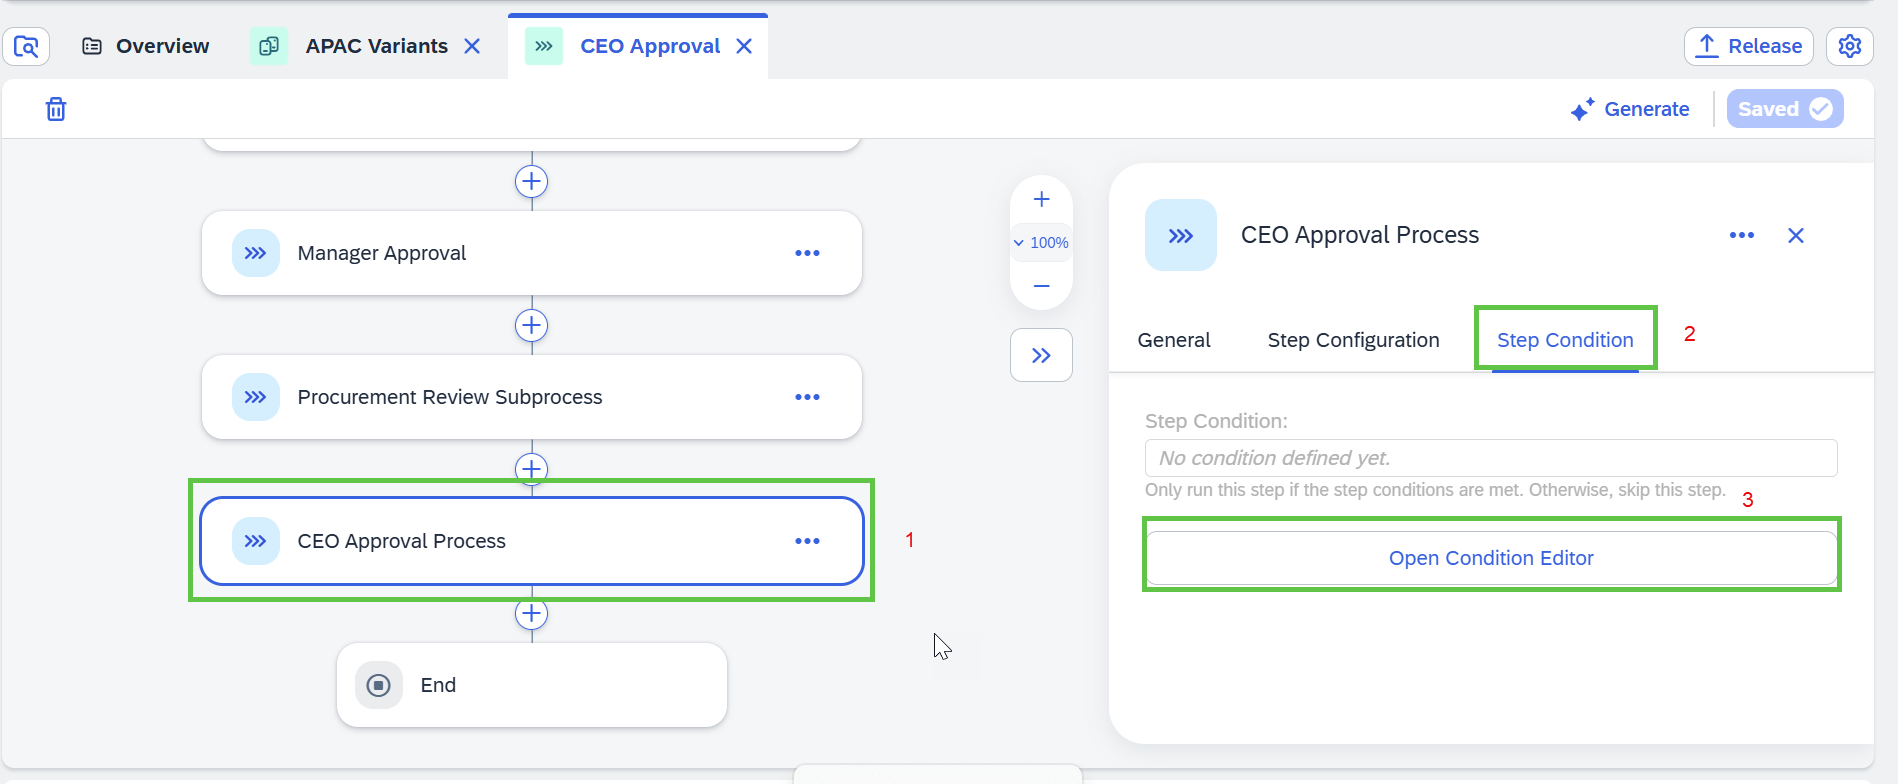 Overview
APAC Variants
CEO Approval
Release
Generate
Saved
Manager Approval
100%
CEO Approval Process
General
Step Configuration
Step Condition
2
Procurement Review Subprocess
Step Condition:
No condition defined yet.
Only run this step if the step conditions are met. Otherwise, skip this step.
3
CEO Approval Process
1
Open Condition Editor
End